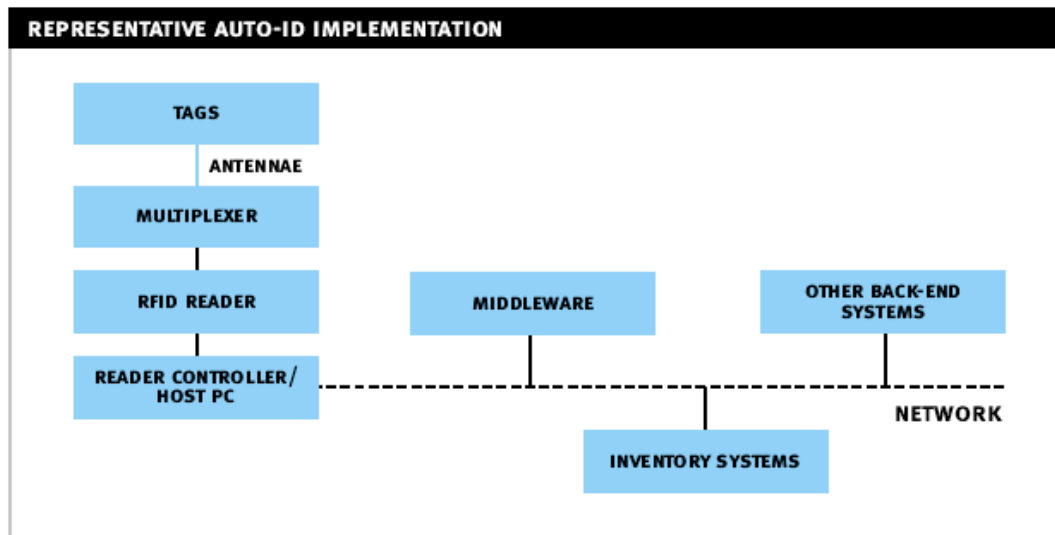 REPRESENTATIVE AUTO-ID IMPLEMENTATION
TAGS
ANTENNAE
MULTIPLEXER
RFID READER
READER CONTROLLER/
HOST PC
MIDDLEWARE
OTHER BACK-END
SYSTEMS
NETWORK
INVENTORY SYSTEMS